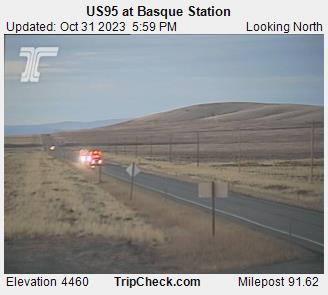 US95 at Basque Station
Updated: Oct 31 2023 5:59 PM Looking North
Elevation 4460 TripCheck.com Milepost 91.62